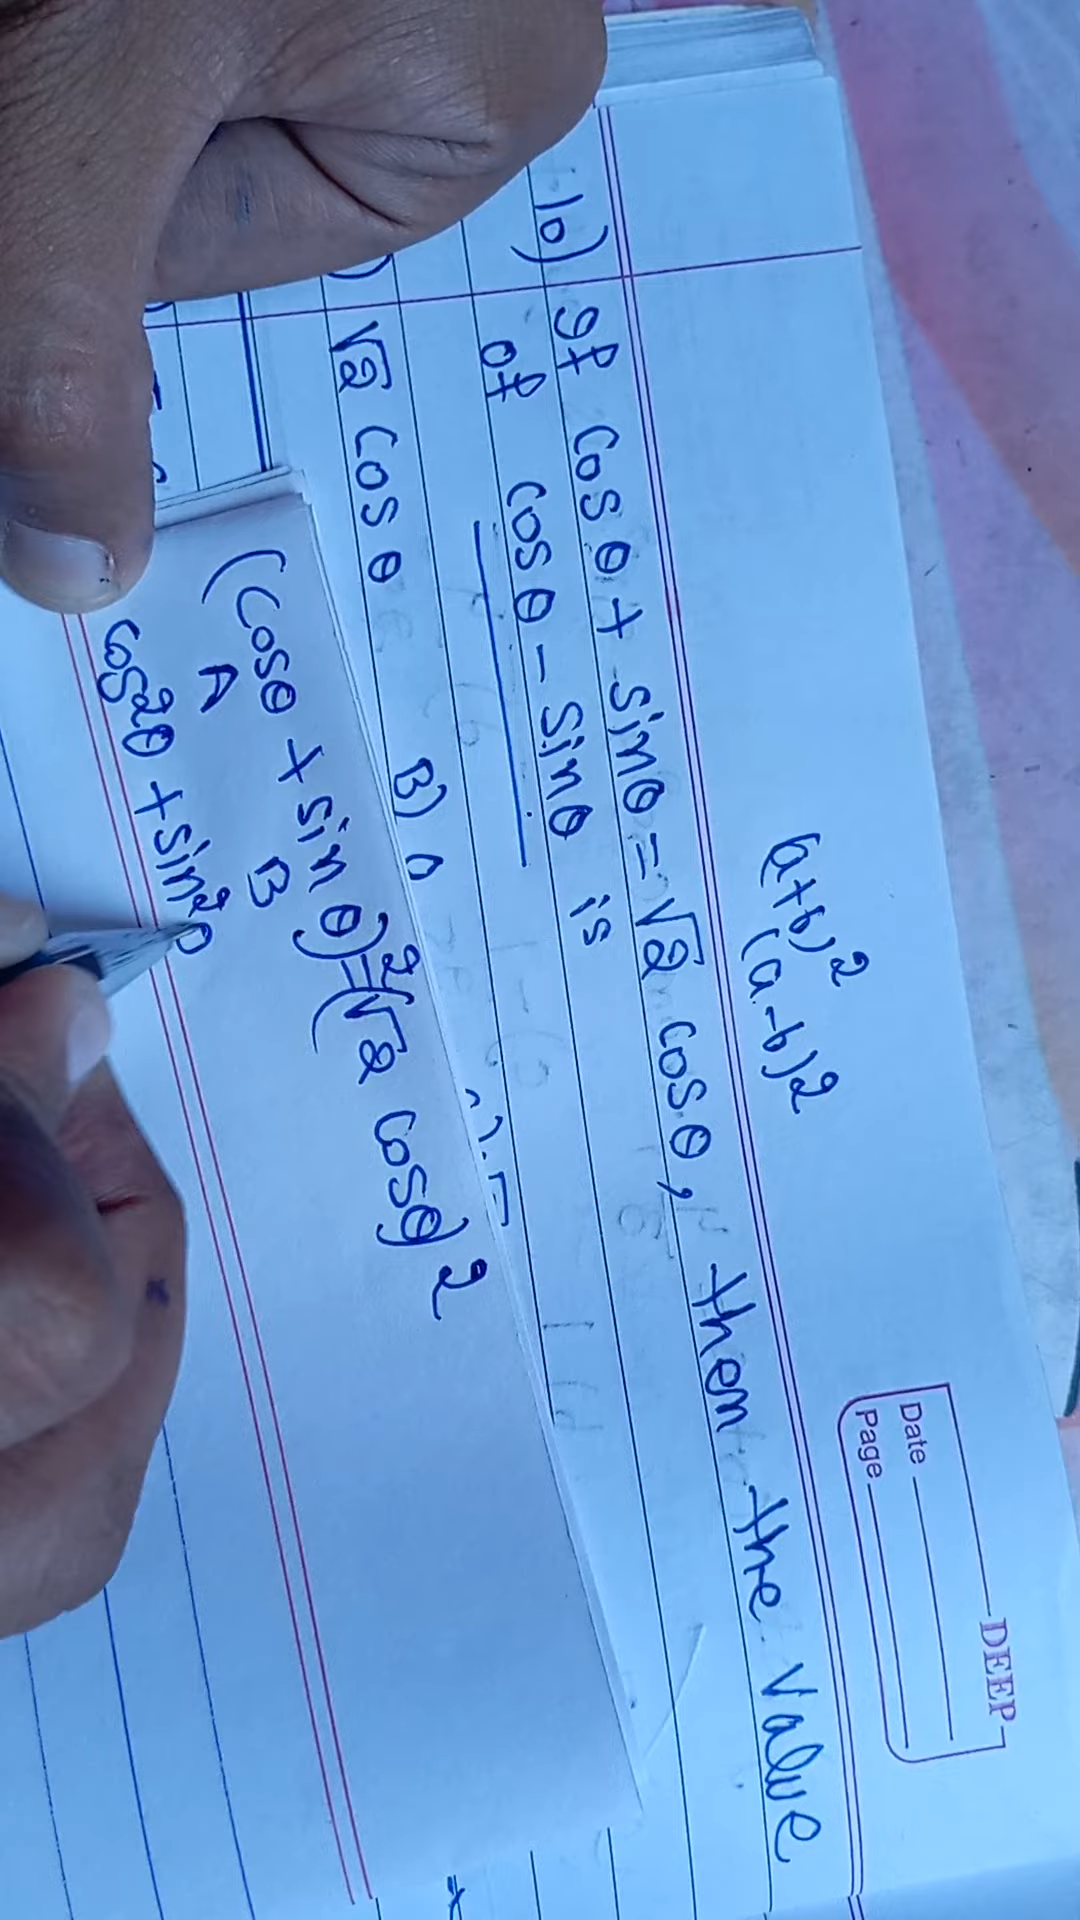 DEEP
Date
Page
a+b)2 (a-b)2
10) If cosθ + sinθ = √2 cosθ, then the value
of cosθ - sinθ is
) √2 cosθ B) 0
(cosθ + sinθ)2 = (√2 cosθ)2
A B
cos2θ + sin2θ